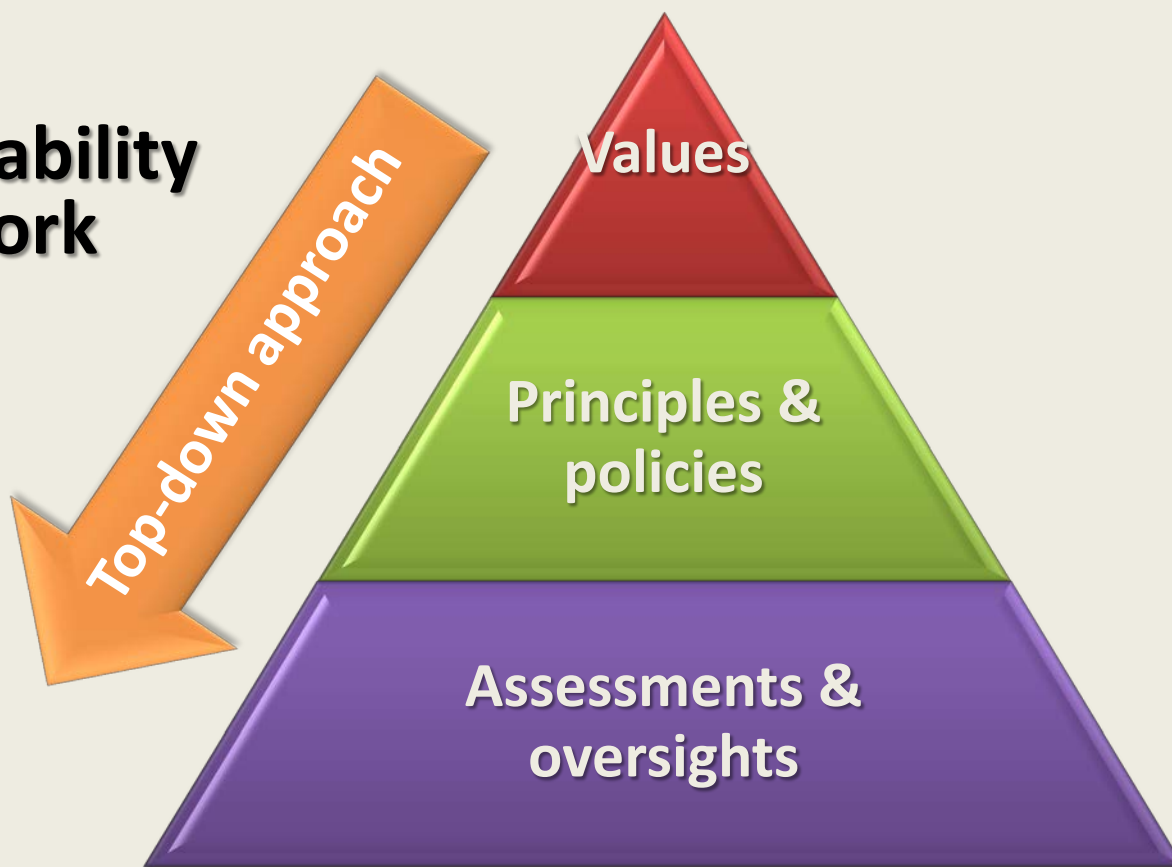 ability
ork
Top-down approach
Values
Principles &
policies
Assessments &
oversights